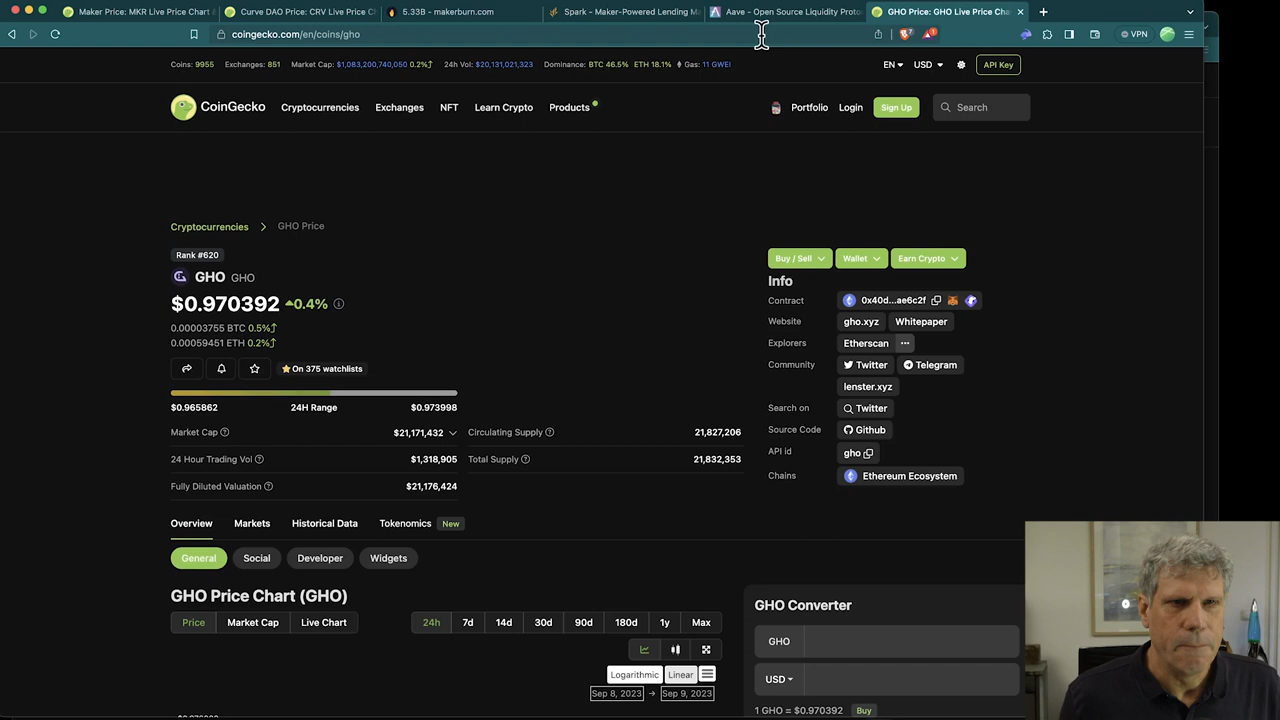 Maker Price: MKR Live Price Chart &
Curve DAO Price: CRV Live Price Ch
5.33B - makerburn.com
Spark - Maker-Powered Lending M
Aave - Open Source Liquidity Proto
GHO Price: GHO Live Price Cha
coingecko.com/en/coins/gho
VPN
Coins: 9955
Exchanges: 851
Market Cap: $1,083,200,740,050 0.2%
24h Vol: $20,131,021,323
Dominance: BTC 46.5% ETH 18.1%
Gas: 11 GWEI
EN
USD
API Key
CoinGecko
Cryptocurrencies
Exchanges
NFT
Learn Crypto
Products
Portfolio
Login
Sign Up
Search
Cryptocurrencies
GHO Price
Rank #620
GHO GHO
$0.970392 0.4%
0.00003755 BTC 0.5%
0.00059451 ETH 0.2%
On 375 watchlists
$0.965862
24H Range
$0.973998
Market Cap
$21,171,432
Circulating Supply
21,827,206
24 Hour Trading Vol
$1,318,905
Total Supply
21,832,353
Fully Diluted Valuation
$21,176,424
Buy / Sell
Wallet
Earn Crypto
Info
Contract
0x40d...ae6c2f
Website
gho.xyz
Whitepaper
Explorers
Etherscan
Community
Twitter
Telegram
lenster.xyz
Search on
Twitter
Source Code
Github
API id
gho
Chains
Ethereum Ecosystem
Overview
Markets
Historical Data
Tokenomics
New
General
Social
Developer
Widgets
GHO Price Chart (GHO)
Price
Market Cap
Live Chart
24h
7d
14d
30d
90d
180d
1y
Max
Logarithmic
Linear
Sep 8, 2023 → Sep 9, 2023
GHO Converter
GHO
USD
1 GHO = $0.970392
Buy